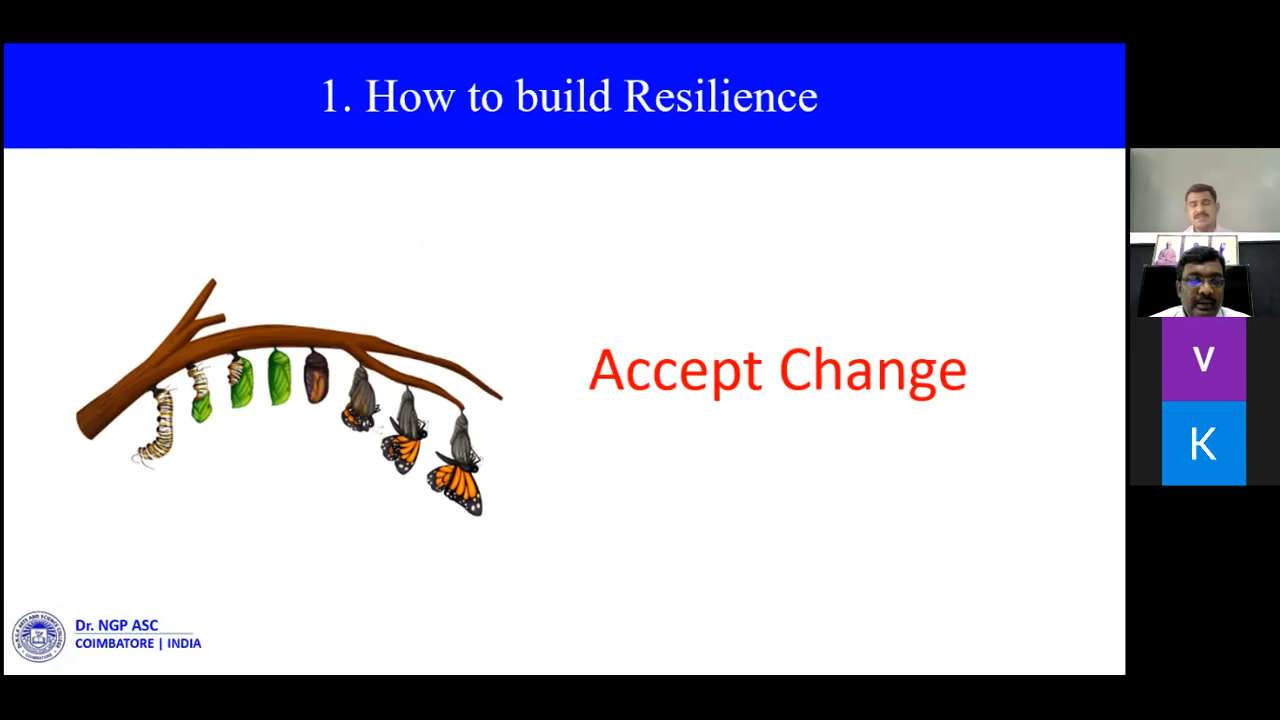 1. How to build Resilience
Accept Change
Dr. NGP ASC
COIMBATORE | INDIA
V
K